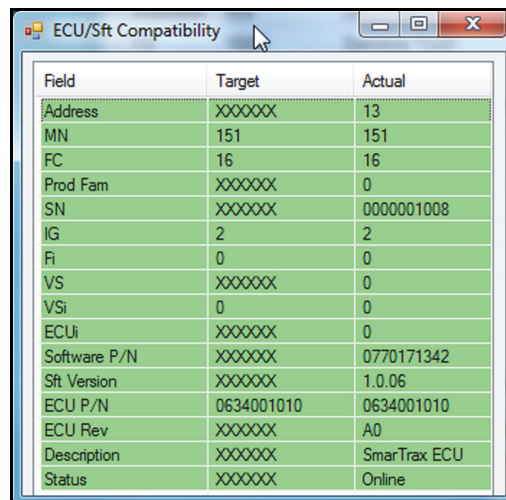 ECU/Sft Compatibility
Field Target Actual
Address XXXXXX 13
MN 151 151
FC 16 16
Prod Fam XXXXXX 0
SN XXXXXX 0000001008
IG 2 2
Fi 0 0
VS XXXXXX 0
VSi 0 0
ECUi XXXXXX 0
Software P/N XXXXXX 0770171342
Sft Version XXXXXX 1.0.06
ECU P/N 0634001010 0634001010
ECU Rev XXXXXX A0
Description XXXXXX SmarTrax ECU
Status XXXXXX Online